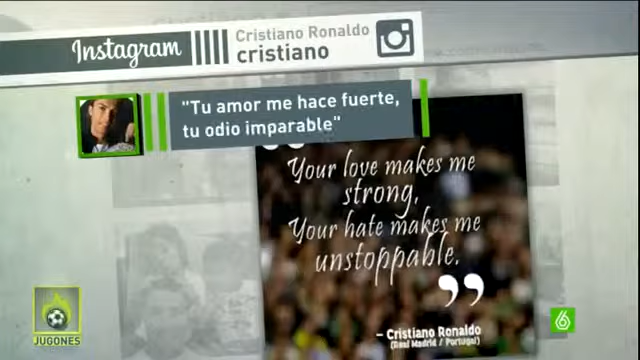 Instagram
Cristiano Ronaldo
cristiano
"Tu amor me hace fuerte,
tu odio imparable"
Your love makes me
strong,
Your hate makes me
unstoppable.
– Cristiano Ronaldo
(Real Madrid / Portugal)
JUGONES
6